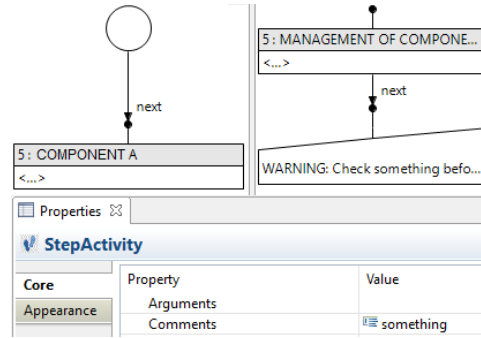 next
5 : COMPONENT A
<...>
5 : MANAGEMENT OF COMPONE...
<...>
next
WARNING: Check something befo...
Properties
StepActivity
Core
Appearance
Property Value
Arguments
Comments something